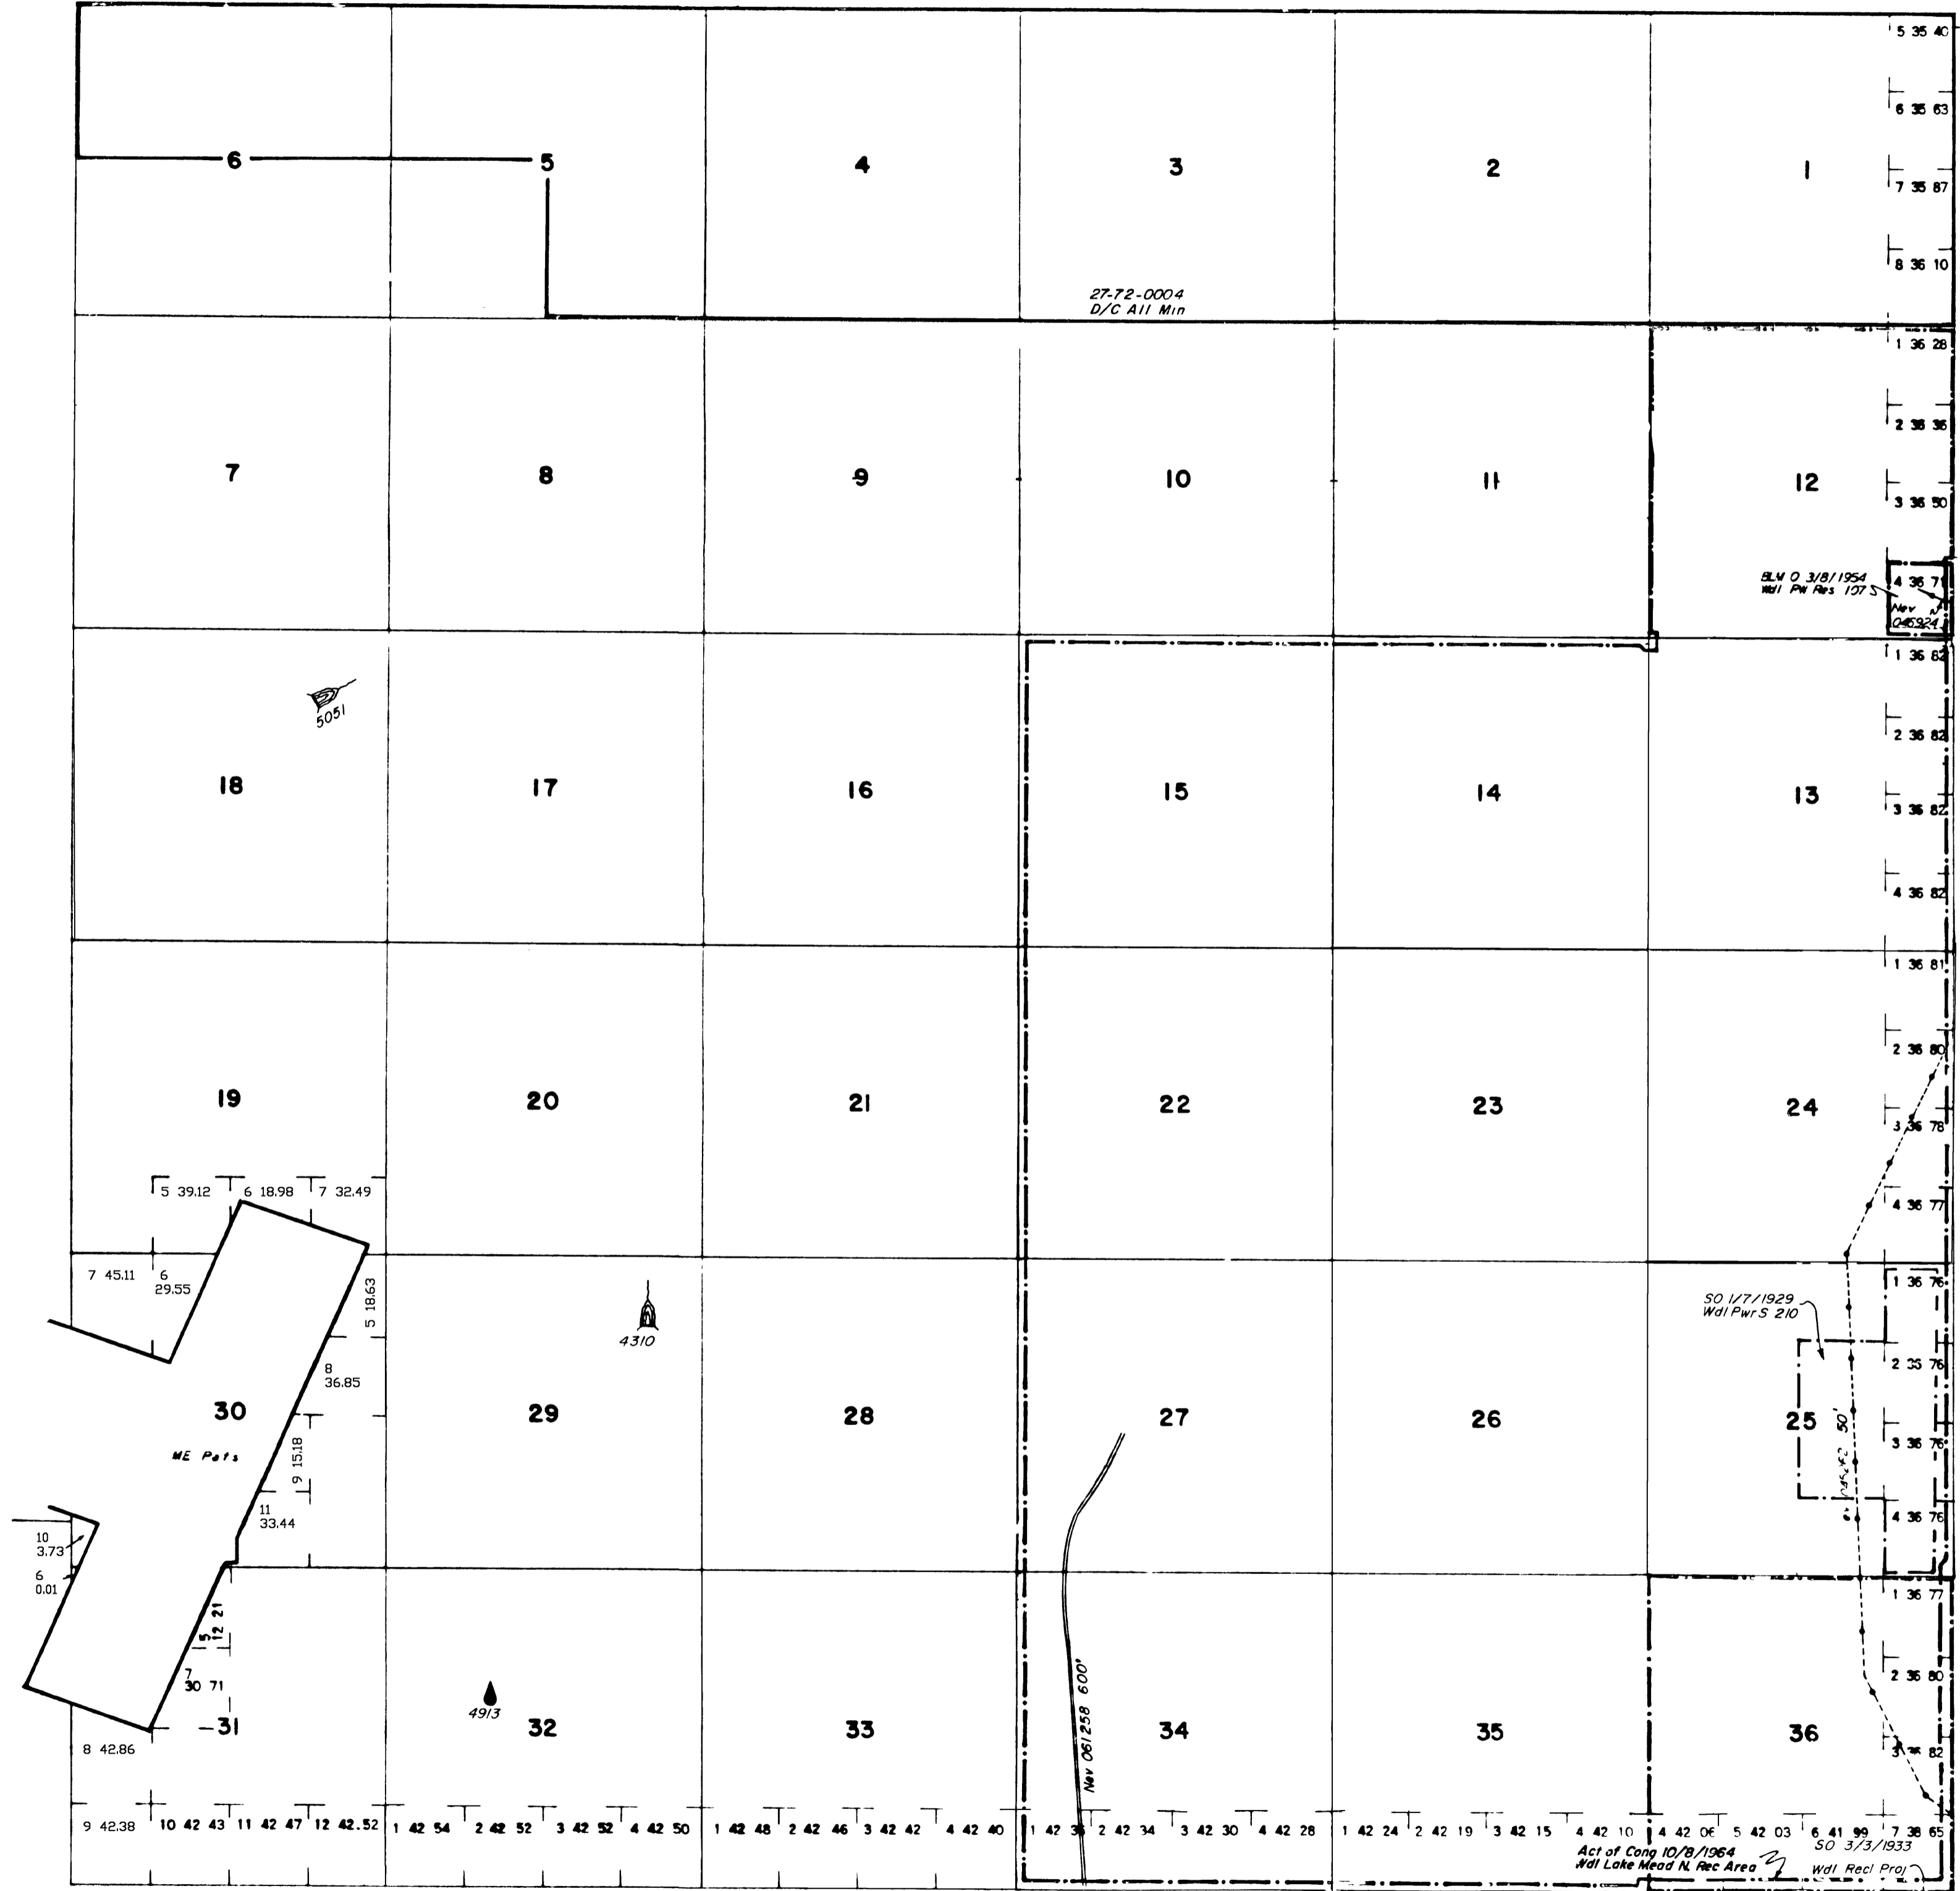 5 35 40
6 35 63
6 5 4 3 2 1
7 35 87
8 36 10
27-72-0004
D/C All Min
1 36 28
2 36 36
7 8 9 10 11 12
3 36 50
BLM O 3/8/1954
Wdl PW Res 107
4 36 71
Nev
046924
1 36 82
5051
2 36 82
18 17 16 15 14 13
3 36 82
4 36 82
1 36 81
2 36 80
19 20 21 22 23 24
3 36 78
5 39.12 6 18.98 7 32.49
4 36 77
7 45.11 6
29.55
5 18.63
1 36 76
SO 1/7/1929
Wdl Pwr S 210
4310
2 35 76
8
36.85
30 29 28 27 26 25
50'
3 36 76
ME Pats
9 15.18
11
33.44
4 36 76
10
3.73
6
0.01
1 36 77
5
12 21
7
30 71
2 36 80
4913
Nev 061258 600'
31 32 33 34 35 36
3 36 82
8 42.86
9 42.38 10 42 43 11 42 47 12 42.52 1 42 54 2 42 52 3 42 52 4 42 50 1 42 48 2 42 46 3 42 42 4 42 40 1 42 36 2 42 34 3 42 30 4 42 28 1 42 24 2 42 19 3 42 15 4 42 10 4 42 06 5 42 03 6 41 99 7 38 65
Act of Cong 10/8/1964
Wdl Lake Mead N. Rec Area
SO 3/3/1933
Wdl Recl Proj